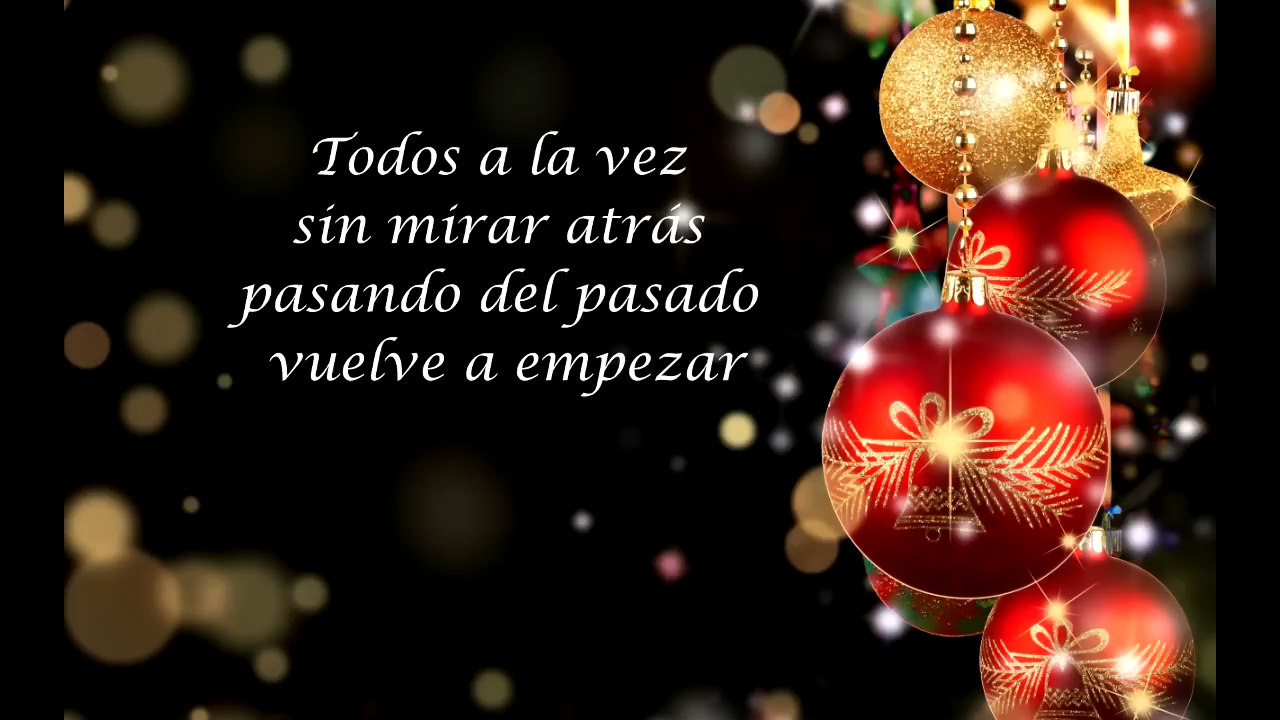 Todos a la vez
sin mirar atrás
pasando del pasado
vuelve a empezar